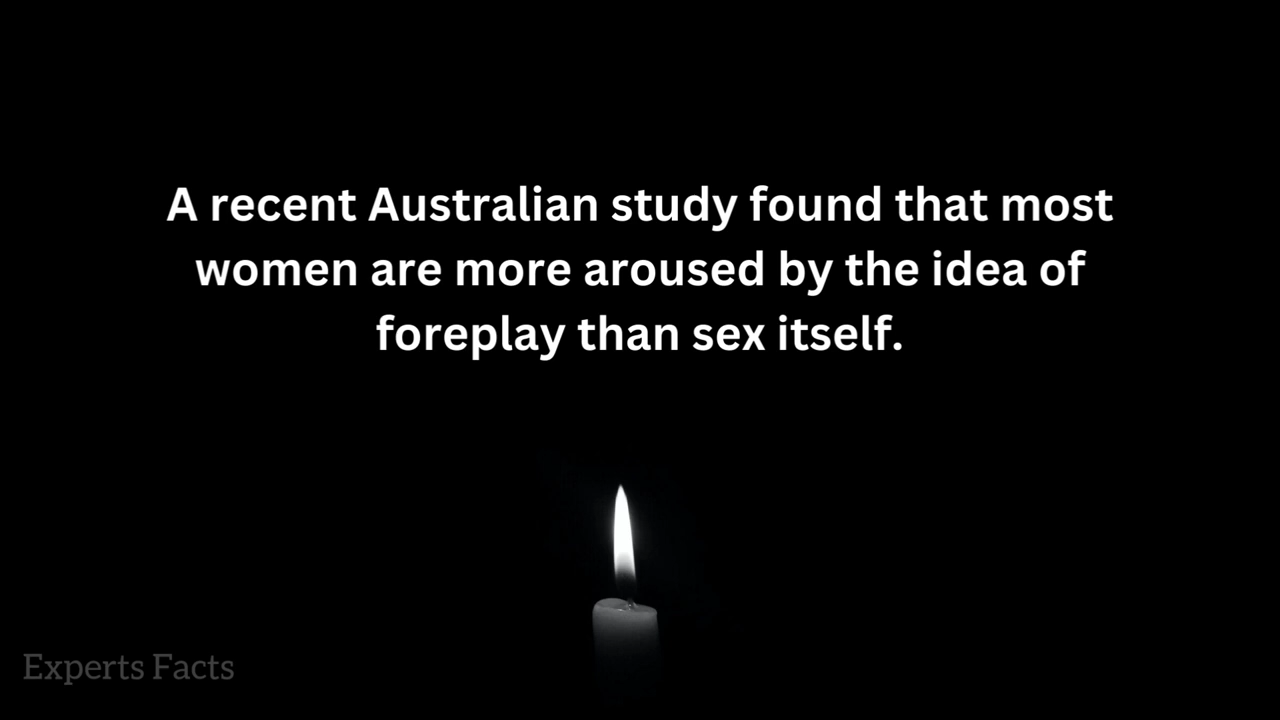 A recent Australian study found that most
women are more aroused by the idea of
foreplay than sex itself.
Experts Facts